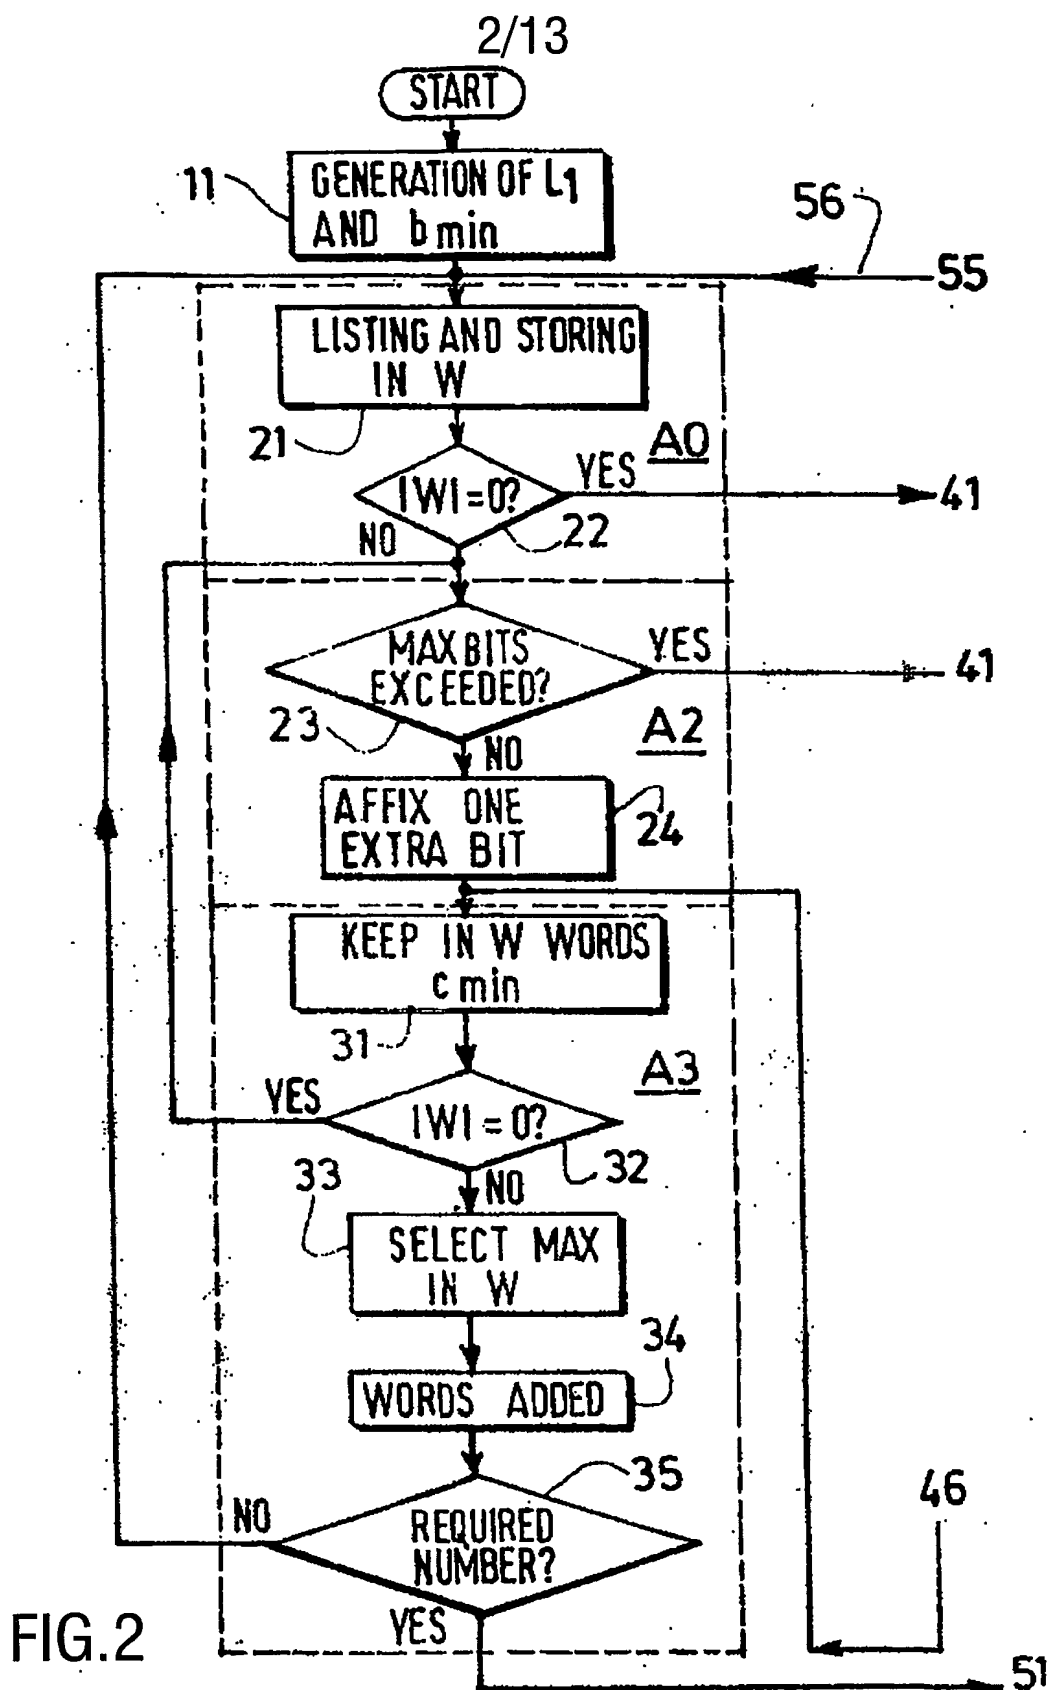 2/13
START
11
GENERATION OF L1
AND b min
56
55
LISTING AND STORING
IN W
21
A0
|W|=0?
YES
41
22
NO
MAX BITS
EXCEEDED?
YES
41
23
A2
NO
AFFIX ONE
EXTRA BIT
24
KEEP IN W WORDS
c min
31
A3
YES
|W|=0?
32
33
NO
SELECT MAX
IN W
34
WORDS ADDED
35
46
NO
REQUIRED
NUMBER?
YES
FIG.2
51